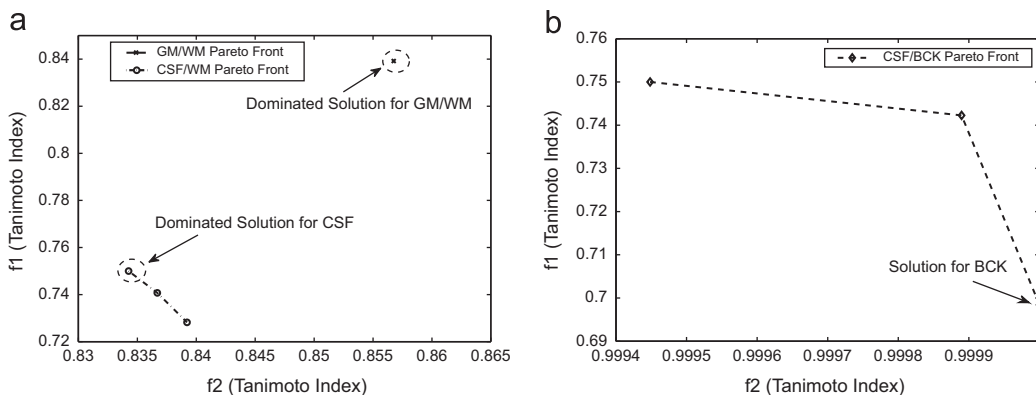 a
GM/WM Pareto Front
CSF/WM Pareto Front
Dominated Solution for GM/WM
Dominated Solution for CSF
0.84
0.82
0.8
0.78
0.76
0.74
0.72
f1 (Tanimoto Index)
0.83 0.835 0.84 0.845 0.85 0.855 0.86 0.865
f2 (Tanimoto Index)
b
CSF/BCK Pareto Front
Solution for BCK
0.76
0.75
0.74
0.73
0.72
0.71
0.7
0.69
f1 (Tanimoto Index)
0.9994 0.9995 0.9996 0.9997 0.9998 0.9999
f2 (Tanimoto Index)